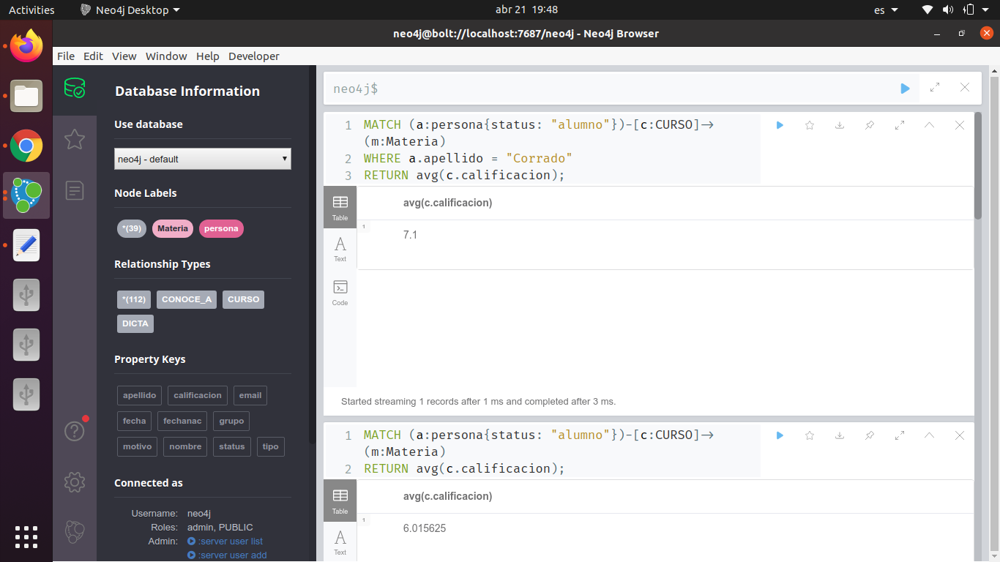 Activities Neo4j Desktop abr 21 19:48 es
neo4j@bolt://localhost:7687/neo4j - Neo4j Browser
File Edit View Window Help Developer
Database Information
Use database
neo4j - default
Node Labels
*(39) Materia persona
Relationship Types
*(112) CONOCE_A CURSO
DICTA
Property Keys
apellido calificacion email
fecha fechanac grupo
motivo nombre status tipo
Connected as
Username: neo4j
Roles: admin, PUBLIC
Admin: :server user list
:server user add
neo4j$
1 MATCH (a:persona{status: "alumno"})-[c:CURSO]→
(m:Materia)
2 WHERE a.apellido = "Corrado"
3 RETURN avg(c.calificacion);
Table
Text
Code
avg(c.calificacion)
1
7.1
Started streaming 1 records after 1 ms and completed after 3 ms.
1 MATCH (a:persona{status: "alumno"})-[c:CURSO]→
(m:Materia)
2 RETURN avg(c.calificacion);
Table
A
Text
avg(c.calificacion)
1
6.015625